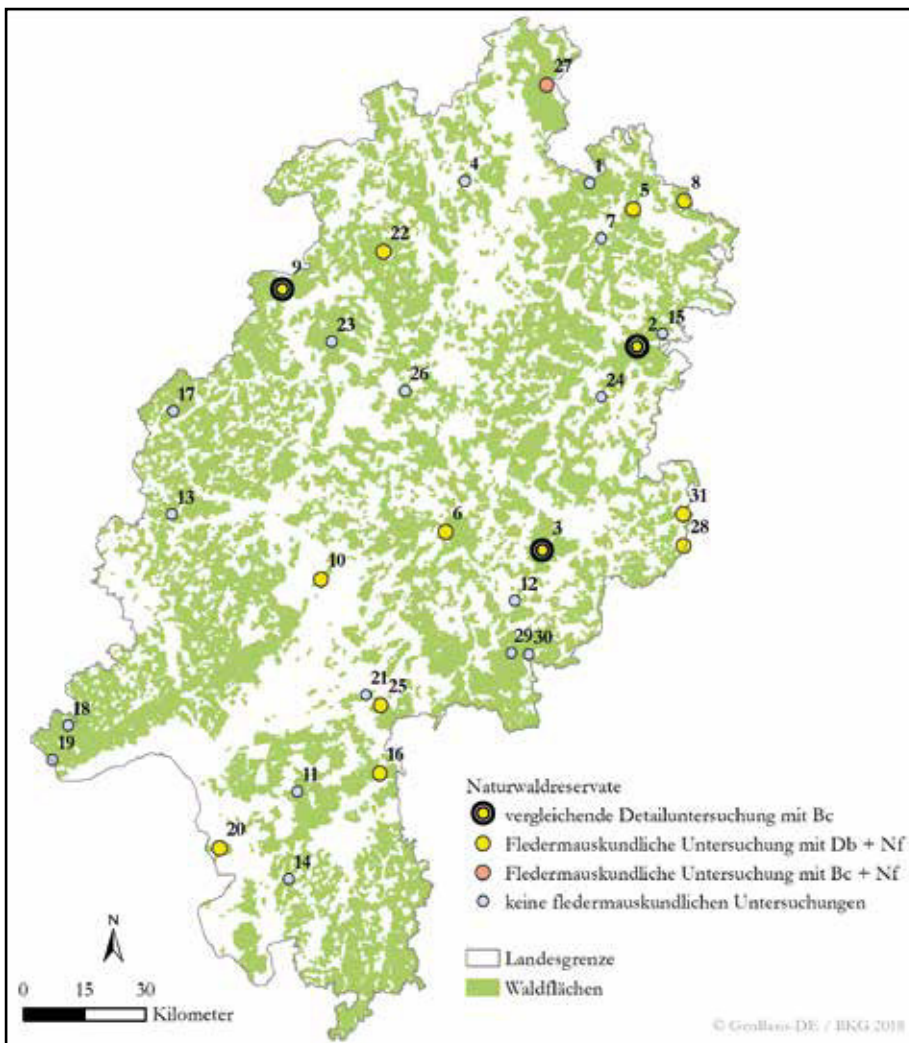 27
4
1
5
8
7
22
9
2
15
23
24
26
17
31
13
6
3
28
10
12
29 30
21
25
18
19
16
11
20
14
Naturwaldreservate
vergleichende Detailuntersuchung mit Bc
Fledermauskundliche Untersuchung mit Db + Nf
Fledermauskundliche Untersuchung mit Bc + Nf
keine fledermauskundlichen Untersuchungen
N
Landesgrenze
Waldflächen
0 15 30
Kilometer
© GeoBasis-DE / BKG 2018